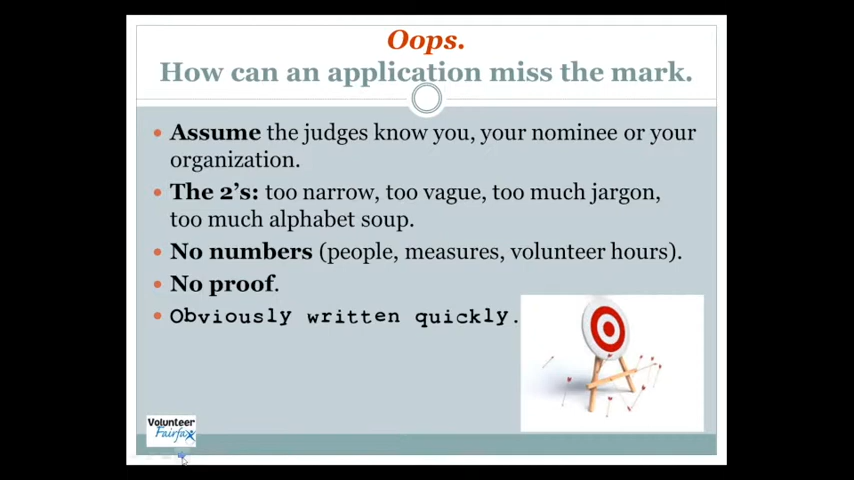 Oops.
How can an application miss the mark.
• Assume the judges know you, your nominee or your
organization.
• The 2's: too narrow, too vague, too much jargon,
too much alphabet soup.
• No numbers (people, measures, volunteer hours).
• No proof.
• Obviously written quickly.
Volunteer
Fairfax